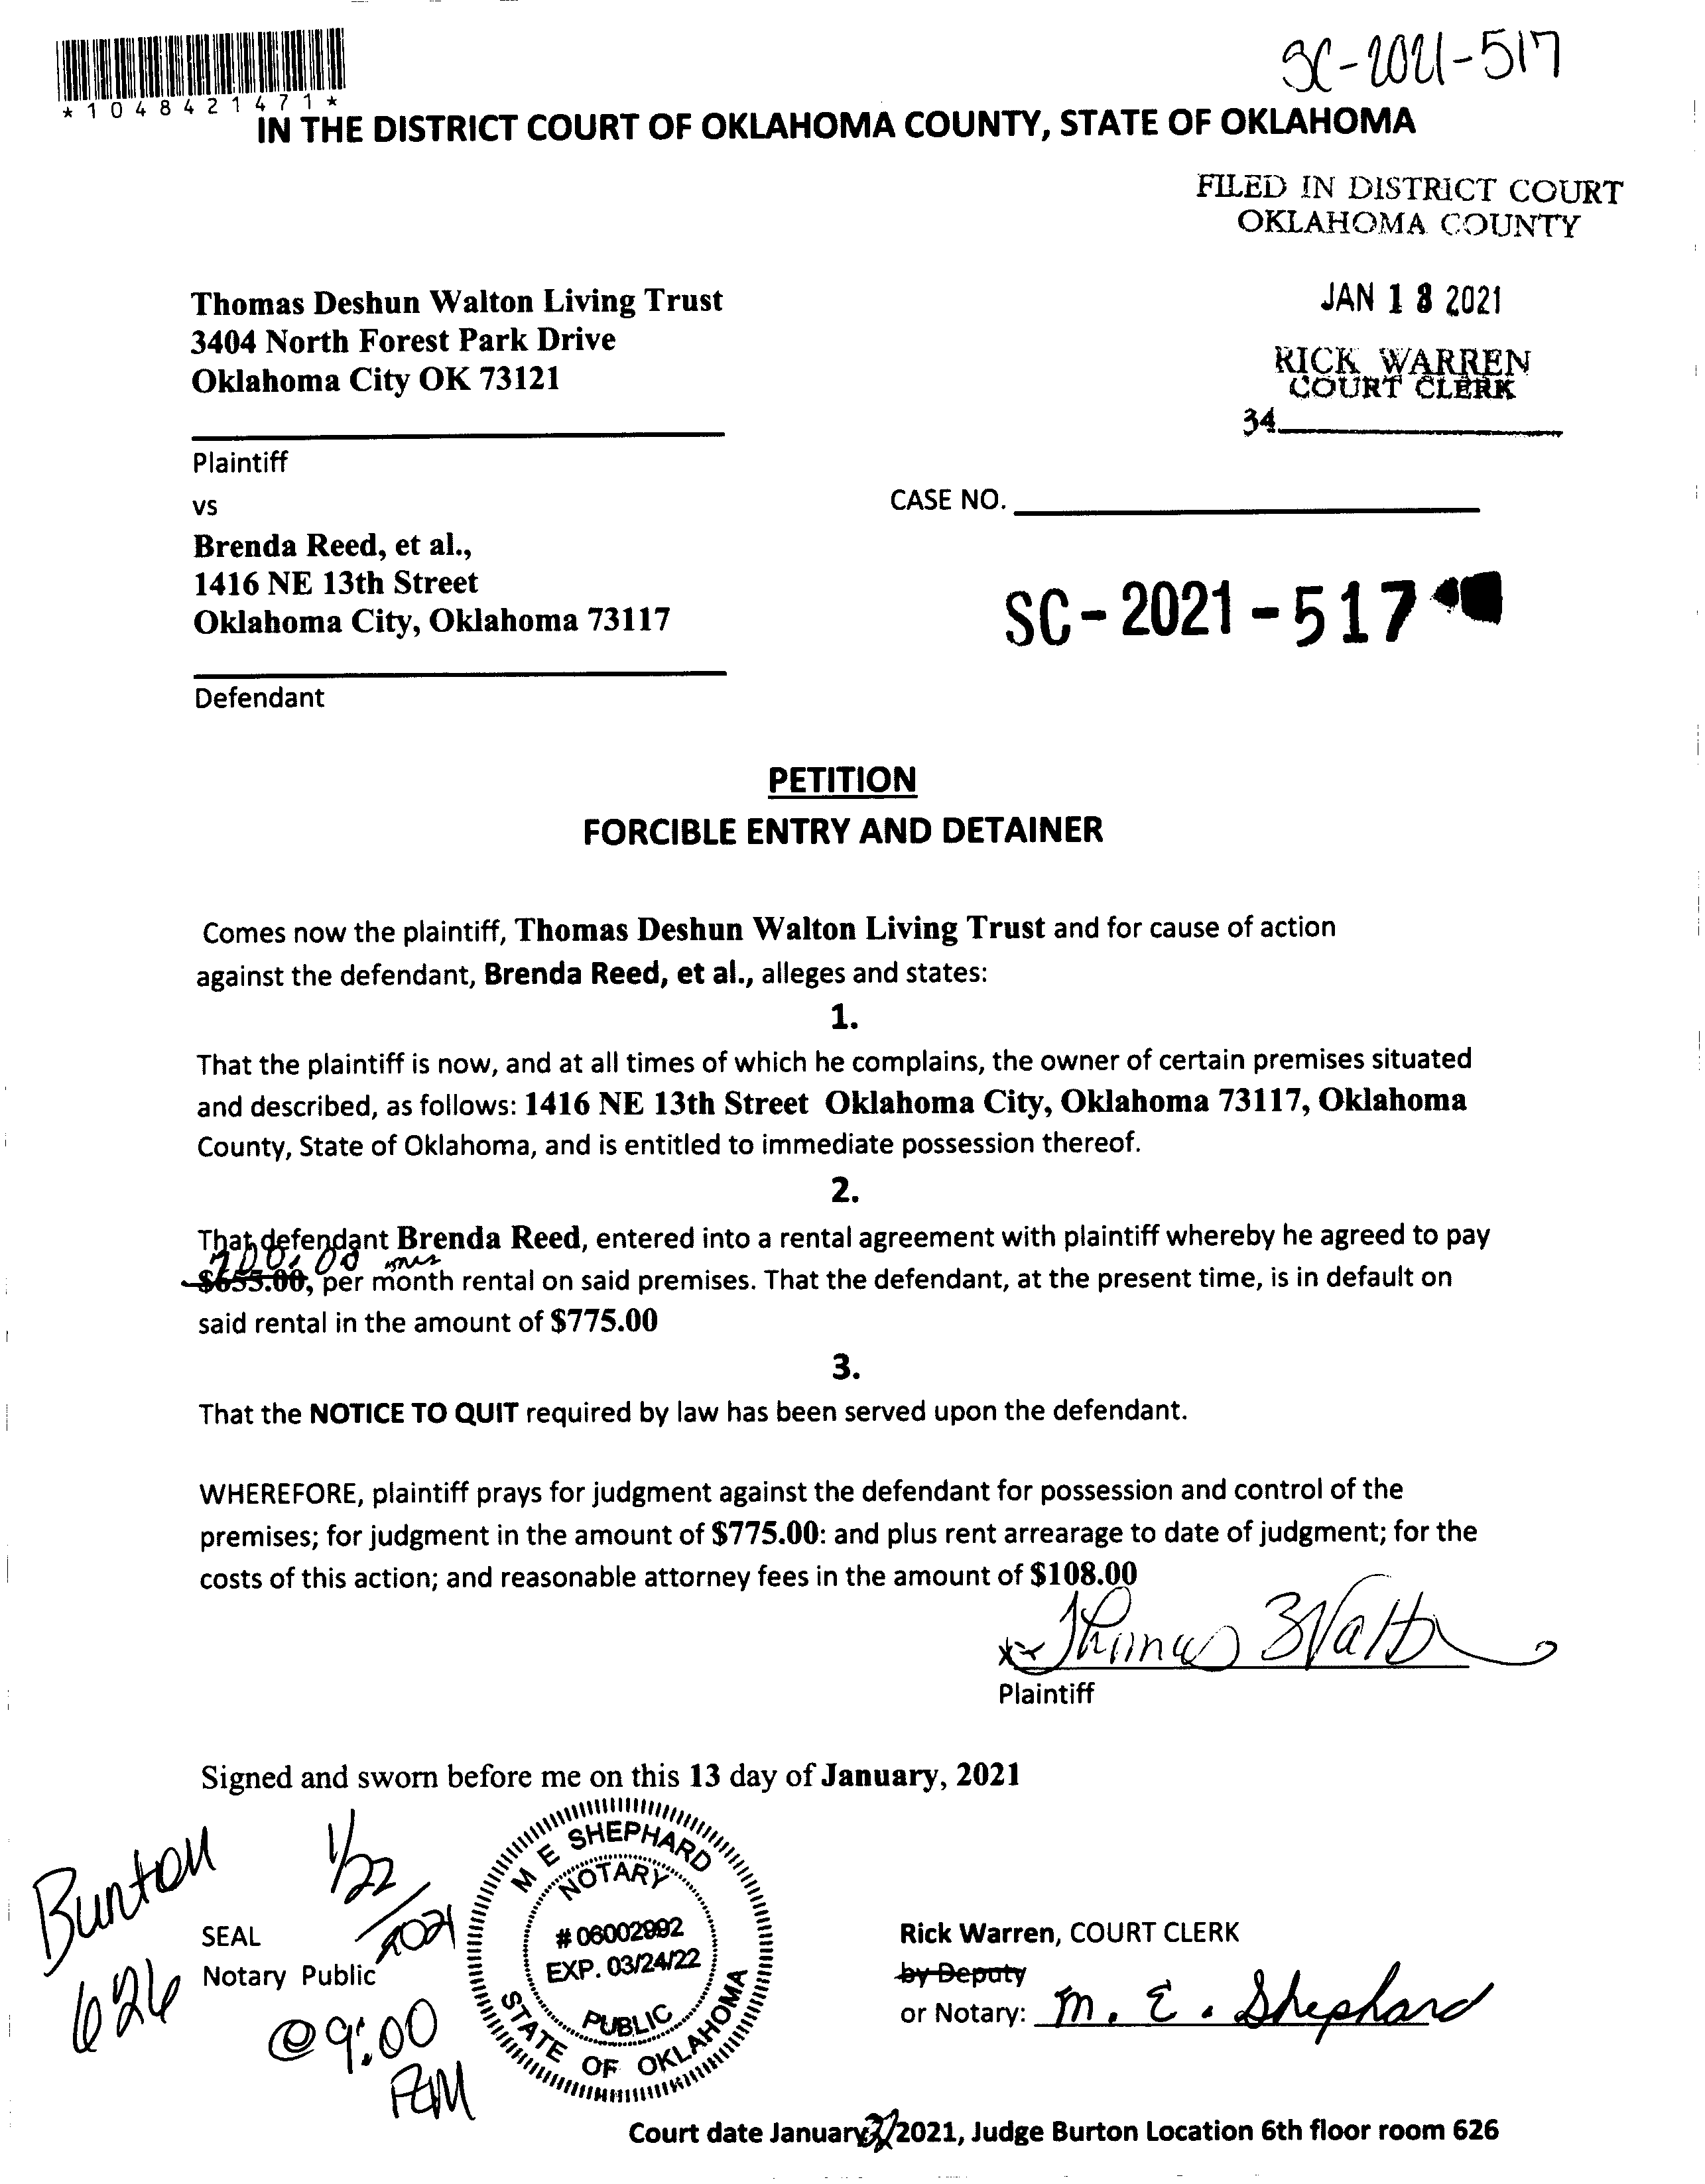 SC-2021-517
*1048421471*
IN THE DISTRICT COURT OF OKLAHOMA COUNTY, STATE OF OKLAHOMA
FILED IN DISTRICT COURT
OKLAHOMA COUNTY
JAN 13 2021
RICK WARREN
COURT CLERK
34
Thomas Deshun Walton Living Trust
3404 North Forest Park Drive
Oklahoma City OK 73121
Plaintiff
vs
CASE NO.
Brenda Reed, et al.,
1416 NE 13th Street
Oklahoma City, Oklahoma 73117
SC-2021-517
Defendant
PETITION
FORCIBLE ENTRY AND DETAINER
Comes now the plaintiff, Thomas Deshun Walton Living Trust and for cause of action
against the defendant, Brenda Reed, et al., alleges and states:
1.
That the plaintiff is now, and at all times of which he complains, the owner of certain premises situated
and described, as follows: 1416 NE 13th Street Oklahoma City, Oklahoma 73117, Oklahoma
County, State of Oklahoma, and is entitled to immediate possession thereof.
2.
That defendant Brenda Reed, entered into a rental agreement with plaintiff whereby he agreed to pay
700.00
$655.00, per month rental on said premises. That the defendant, at the present time, is in default on
said rental in the amount of $775.00
3.
That the NOTICE TO QUIT required by law has been served upon the defendant.
WHEREFORE, plaintiff prays for judgment against the defendant for possession and control of the
premises; for judgment in the amount of $775.00: and plus rent arrearage to date of judgment; for the
costs of this action; and reasonable attorney fees in the amount of $108.00
Thomas Walton
Plaintiff
Signed and sworn before me on this 13 day of January, 2021
Burton
626
1/22/2021
@ 9:00
M E SHEPHARD
NOTARY
# 06002992
EXP. 03/24/22
PUBLIC
STATE OF OKLAHOMA
SEAL
Notary Public
Rick Warren, COURT CLERK
by Deputy
or Notary: M. E. Shephard
Court date January 22/2021, Judge Burton Location 6th floor room 626